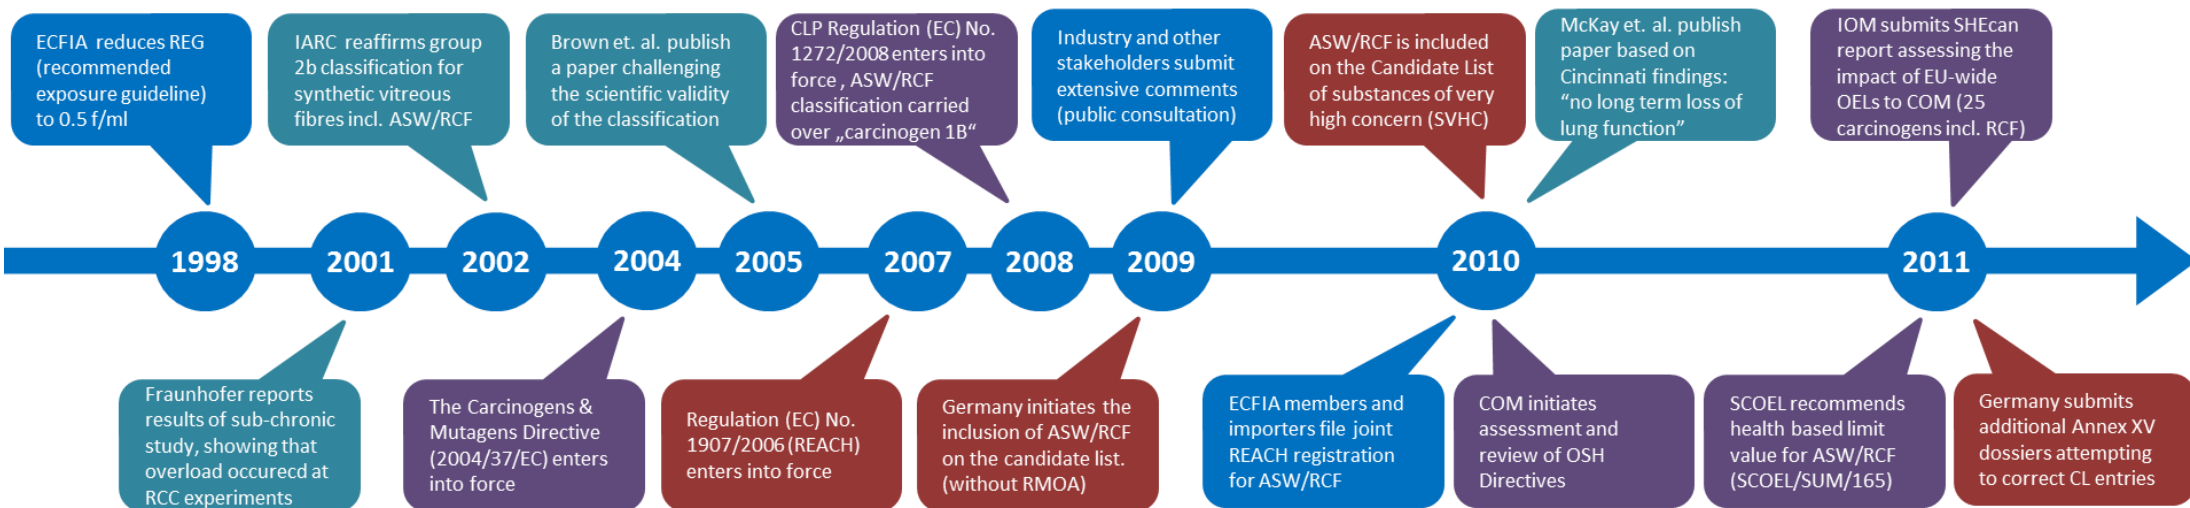 ECFIA reduces REG
(recommended
exposure guideline)
to 0.5 f/ml
IARC reaffirms group
2b classification for
synthetic vitreous
fibres incl. ASW/RCF
Brown et. al. publish
a paper challenging
the scientific validity
of the classification
CLP Regulation (EC) No.
1272/2008 enters into
force , ASW/RCF
classification carried
over „carcinogen 1B“
Industry and other
stakeholders submit
extensive comments
(public consultation)
ASW/RCF is included
on the Candidate List
of substances of very
high concern (SVHC)
McKay et. al. publish
paper based on
Cincinnati findings:
“no long term loss of
lung function”
IOM submits SHEcan
report assessing the
impact of EU-wide
OELs to COM (25
carcinogens incl. RCF)
1998
2001
2002
2004
2005
2007
2008
2009
2010
2011
Fraunhofer reports
results of sub-chronic
study, showing that
overload occurecd at
RCC experiments
The Carcinogens &
Mutagens Directive
(2004/37/EC) enters
into force
Regulation (EC) No.
1907/2006 (REACH)
enters into force
Germany initiates the
inclusion of ASW/RCF
on the candidate list.
(without RMOA)
ECFIA members and
importers file joint
REACH registration
for ASW/RCF
COM initiates
assessment and
review of OSH
Directives
SCOEL recommends
health based limit
value for ASW/RCF
(SCOEL/SUM/165)
Germany submits
additional Annex XV
dossiers attempting
to correct CL entries